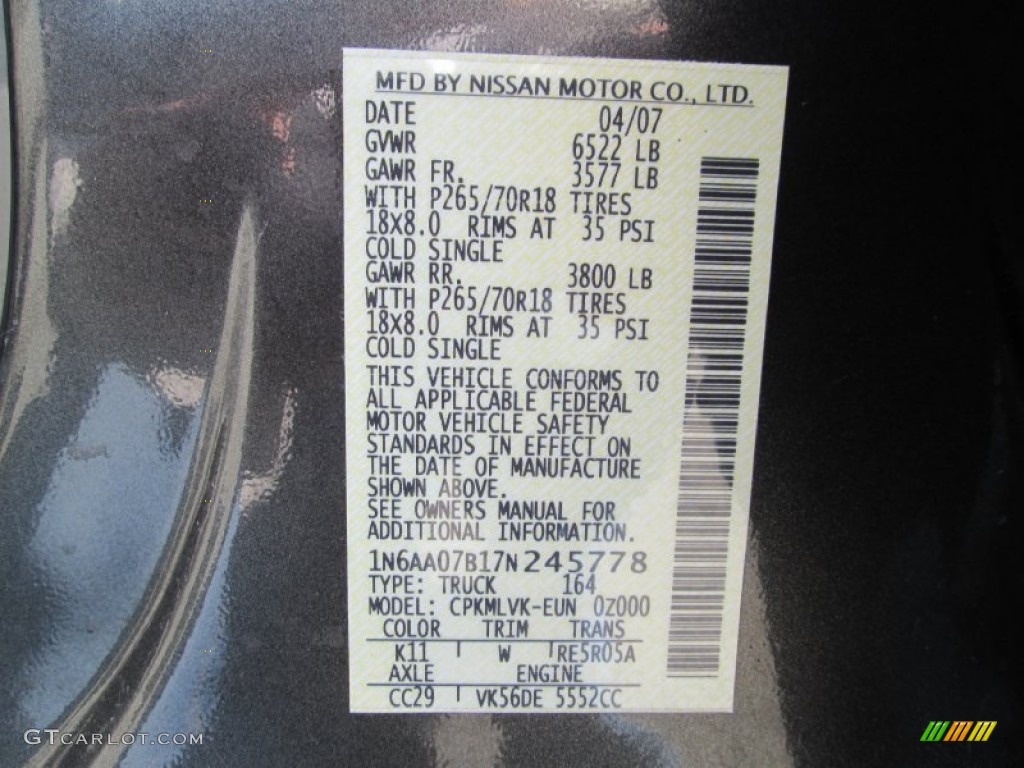 MFD BY NISSAN MOTOR CO., LTD.
DATE 04/07
GVWR 6522 LB
GAWR FR. 3577 LB
WITH P265/70R18 TIRES
18X8.0 RIMS AT 35 PSI
COLD SINGLE
GAWR RR. 3800 LB
WITH P265/70R18 TIRES
18X8.0 RIMS AT 35 PSI
COLD SINGLE
THIS VEHICLE CONFORMS TO
ALL APPLICABLE FEDERAL
MOTOR VEHICLE SAFETY
STANDARDS IN EFFECT ON
THE DATE OF MANUFACTURE
SHOWN ABOVE.
SEE OWNERS MANUAL FOR
ADDITIONAL INFORMATION.
1N6AA07B17N245778
TYPE: TRUCK 164
MODEL: CPKMLVK-EUN 0Z000
COLOR TRIM TRANS
K11 W RE5R05A
AXLE ENGINE
CC29 VK56DE 5552CC
GTCARLOT.COM